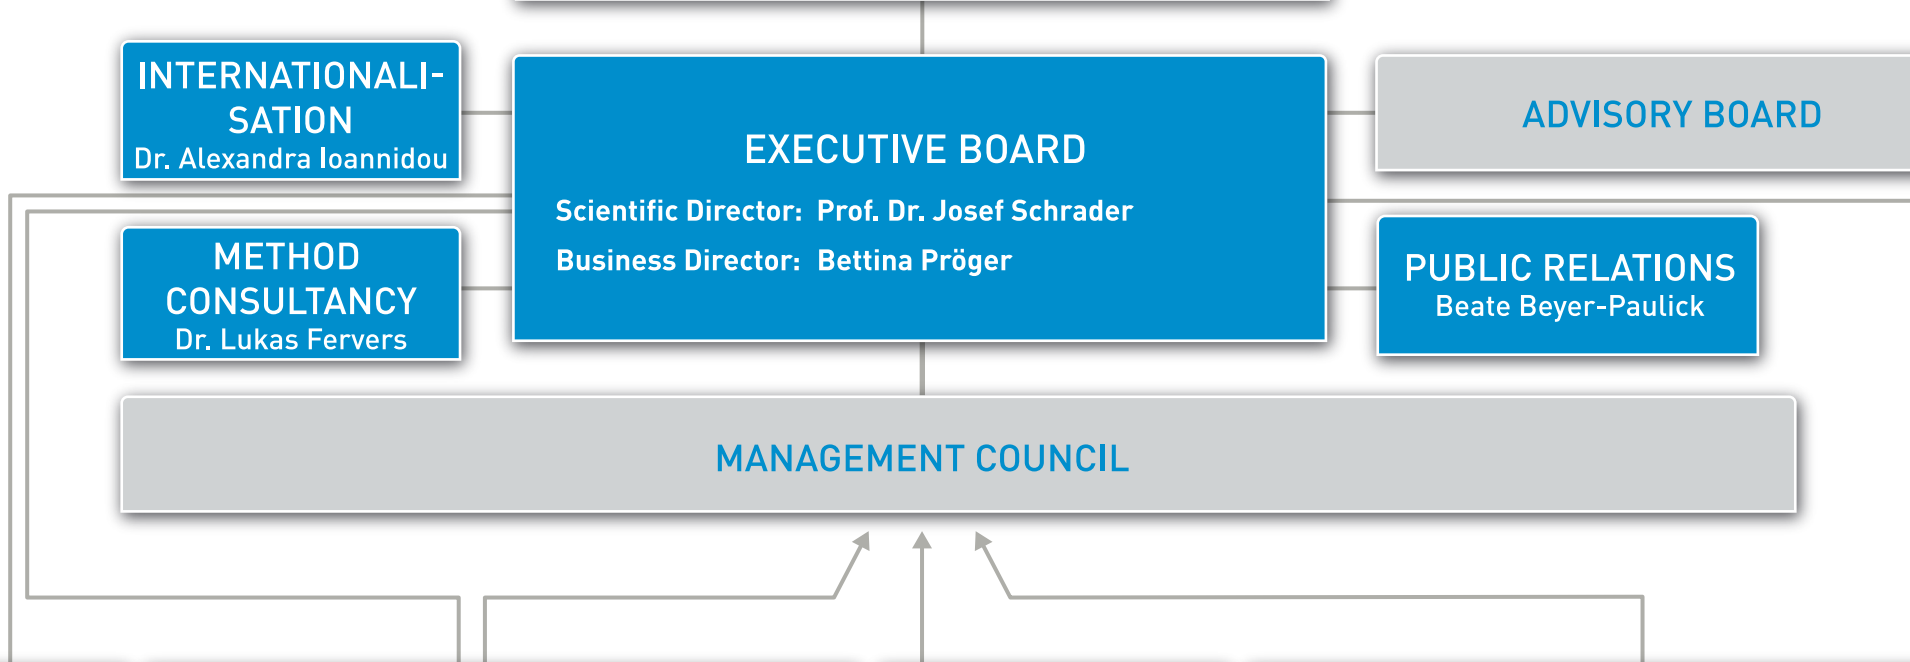 INTERNATIONALI-
SATION
Dr. Alexandra Ioannidou
EXECUTIVE BOARD
Scientific Director: Prof. Dr. Josef Schrader
Business Director: Bettina Pröger
ADVISORY BOARD
METHOD
CONSULTANCY
Dr. Lukas Fervers
PUBLIC RELATIONS
Beate Beyer-Paulick
MANAGEMENT COUNCIL